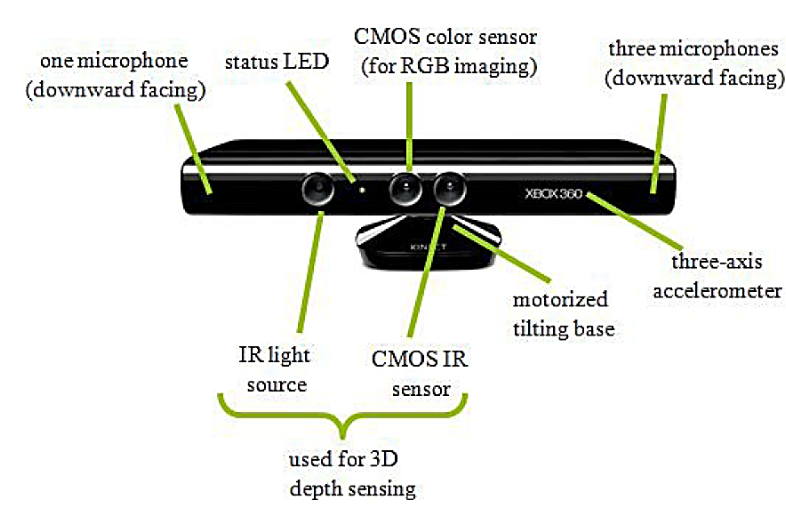 one microphone
(downward facing)
status LED
CMOS color sensor
(for RGB imaging)
three microphones
(downward facing)
XBOX 360
KINECT
three-axis
accelerometer
motorized
tilting base
IR light
source
CMOS IR
sensor
used for 3D
depth sensing